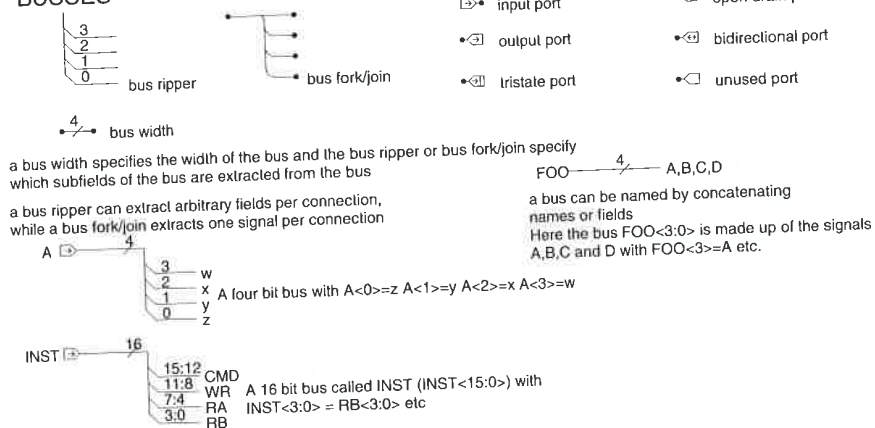 BUSSES
input port
3
2
1
0
bus ripper
bus fork/join
output port
bidirectional port
tristate port
unused port
4
bus width
a bus width specifies the width of the bus and the bus ripper or bus fork/join specify
which subfields of the bus are extracted from the bus
a bus ripper can extract arbitrary fields per connection,
while a bus fork/join extracts one signal per connection
FOO 4 A,B,C,D
a bus can be named by concatenating
names or fields
Here the bus FOO<3:0> is made up of the signals
A,B,C and D with FOO<3>=A etc.
A 4
3 w
2 x
1 y
0 z
A four bit bus with A<0>=z A<1>=y A<2>=x A<3>=w
INST 16
15:12 CMD
11:8 WR
7:4 RA
3:0 RB
A 16 bit bus called INST (INST<15:0>) with
INST<3:0> = RB<3:0> etc